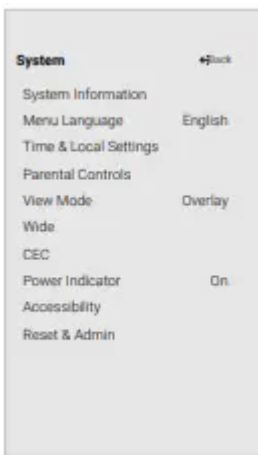 System Back
System Information
Menu Language English
Time & Local Settings
Parental Controls
View Mode Overlay
Wide
CEC
Power Indicator On
Accessibility
Reset & Admin